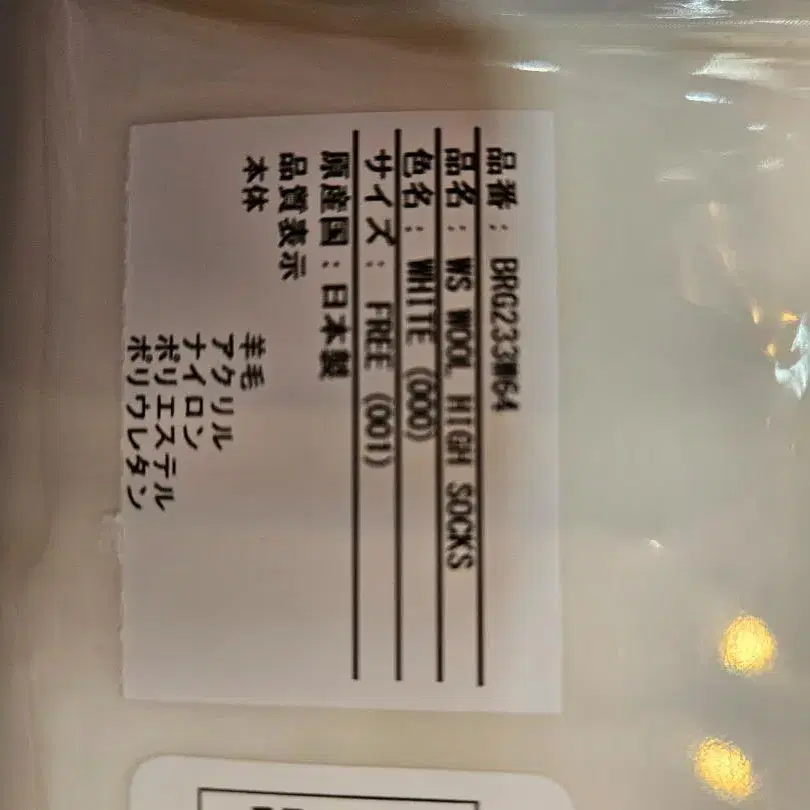 品番: BRG233W64
品名: WS WOOL HIGH SOCKS
色名: WHITE (000)
サイズ: FREE (001)
原産国:日本製
品質表示
本体
羊毛
アクリル
ナイロン
ポリエステル
ポリウレタン